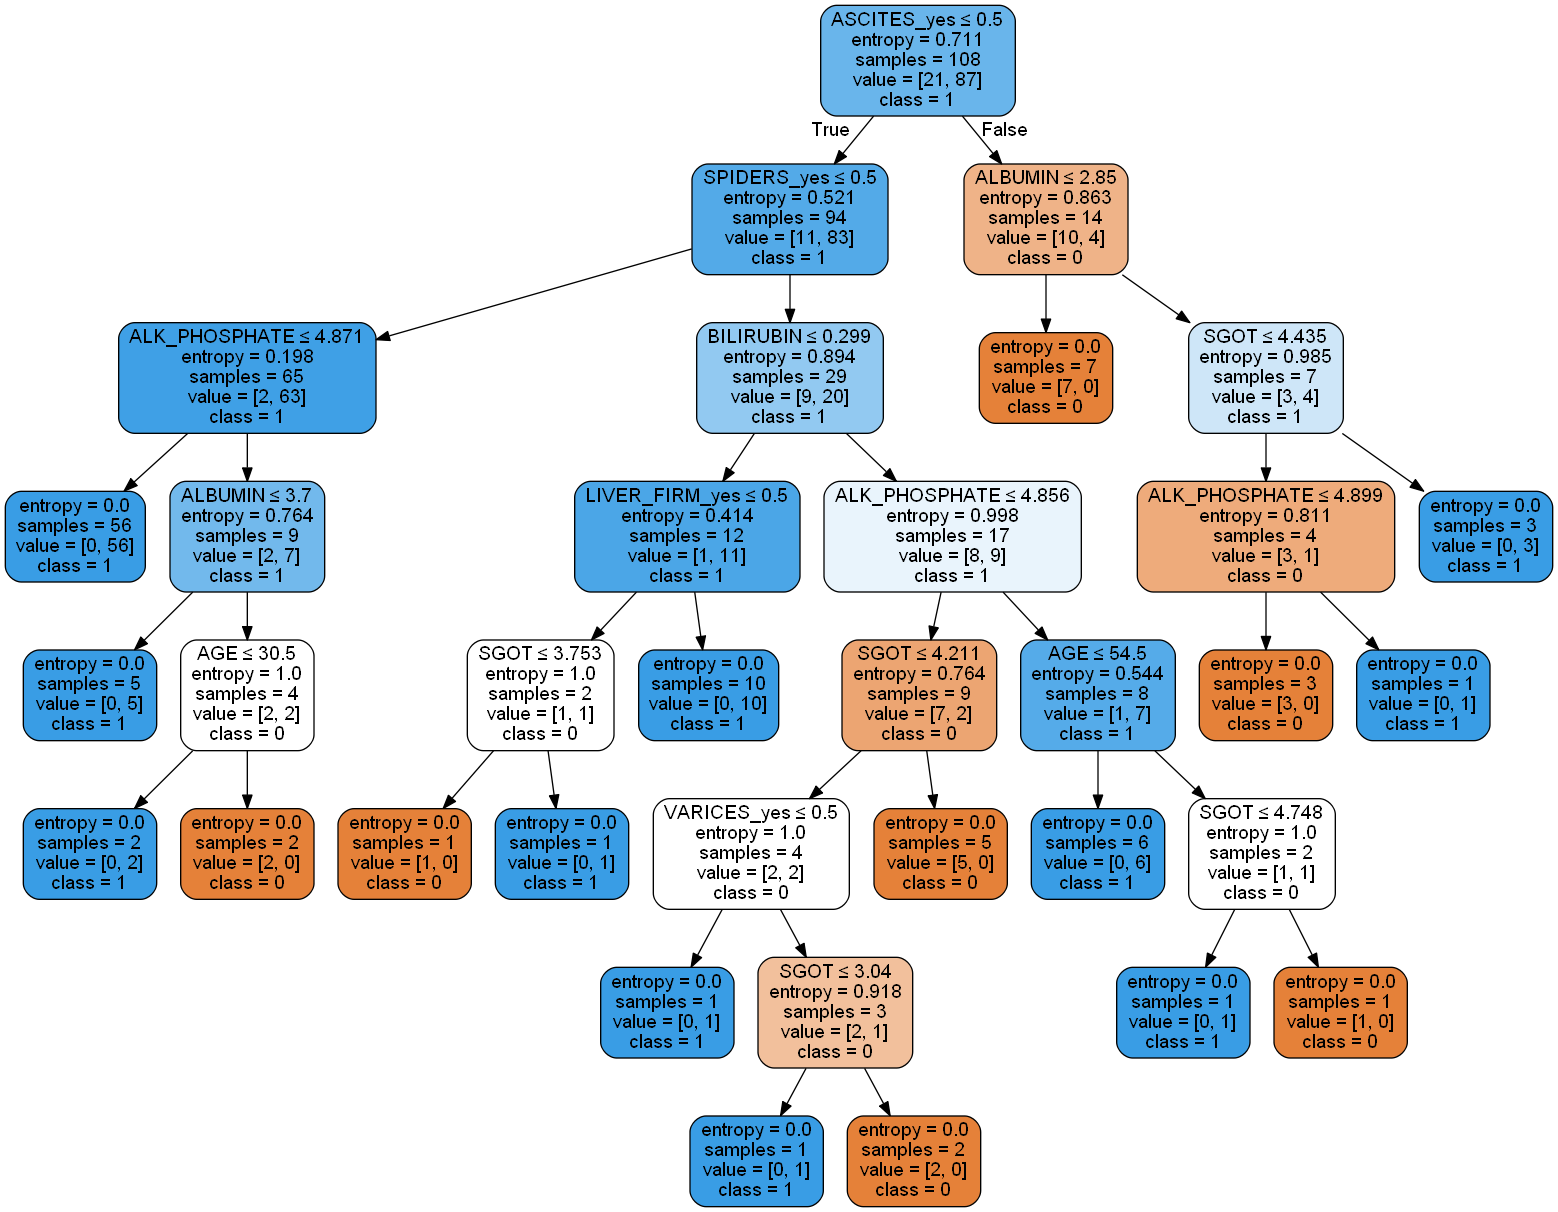 ASCITES_yes ≤ 0.5
entropy = 0.711
samples = 108
value = [21, 87]
class = 1
True
False
SPIDERS_yes ≤ 0.5
entropy = 0.521
samples = 94
value = [11, 83]
class = 1
ALBUMIN ≤ 2.85
entropy = 0.863
samples = 14
value = [10, 4]
class = 0
ALK_PHOSPHATE ≤ 4.871
entropy = 0.198
samples = 65
value = [2, 63]
class = 1
BILIRUBIN ≤ 0.299
entropy = 0.894
samples = 29
value = [9, 20]
class = 1
entropy = 0.0
samples = 7
value = [7, 0]
class = 0
SGOT ≤ 4.435
entropy = 0.985
samples = 7
value = [3, 4]
class = 1
entropy = 0.0
samples = 56
value = [0, 56]
class = 1
ALBUMIN ≤ 3.7
entropy = 0.764
samples = 9
value = [2, 7]
class = 1
LIVER_FIRM_yes ≤ 0.5
entropy = 0.414
samples = 12
value = [1, 11]
class = 1
ALK_PHOSPHATE ≤ 4.856
entropy = 0.998
samples = 17
value = [8, 9]
class = 1
ALK_PHOSPHATE ≤ 4.899
entropy = 0.811
samples = 4
value = [3, 1]
class = 0
entropy = 0.0
samples = 3
value = [0, 3]
class = 1
entropy = 0.0
samples = 5
value = [0, 5]
class = 1
AGE ≤ 30.5
entropy = 1.0
samples = 4
value = [2, 2]
class = 0
SGOT ≤ 3.753
entropy = 1.0
samples = 2
value = [1, 1]
class = 0
entropy = 0.0
samples = 10
value = [0, 10]
class = 1
SGOT ≤ 4.211
entropy = 0.764
samples = 9
value = [7, 2]
class = 0
AGE ≤ 54.5
entropy = 0.544
samples = 8
value = [1, 7]
class = 1
entropy = 0.0
samples = 3
value = [3, 0]
class = 0
entropy = 0.0
samples = 1
value = [0, 1]
class = 1
entropy = 0.0
samples = 2
value = [0, 2]
class = 1
entropy = 0.0
samples = 2
value = [2, 0]
class = 0
entropy = 0.0
samples = 1
value = [1, 0]
class = 0
entropy = 0.0
samples = 1
value = [0, 1]
class = 1
VARICES_yes ≤ 0.5
entropy = 1.0
samples = 4
value = [2, 2]
class = 0
entropy = 0.0
samples = 5
value = [5, 0]
class = 0
entropy = 0.0
samples = 6
value = [0, 6]
class = 1
SGOT ≤ 4.748
entropy = 1.0
samples = 2
value = [1, 1]
class = 0
entropy = 0.0
samples = 1
value = [0, 1]
class = 1
SGOT ≤ 3.04
entropy = 0.918
samples = 3
value = [2, 1]
class = 0
entropy = 0.0
samples = 1
value = [0, 1]
class = 1
entropy = 0.0
samples = 1
value = [1, 0]
class = 0
entropy = 0.0
samples = 1
value = [0, 1]
class = 1
entropy = 0.0
samples = 2
value = [2, 0]
class = 0